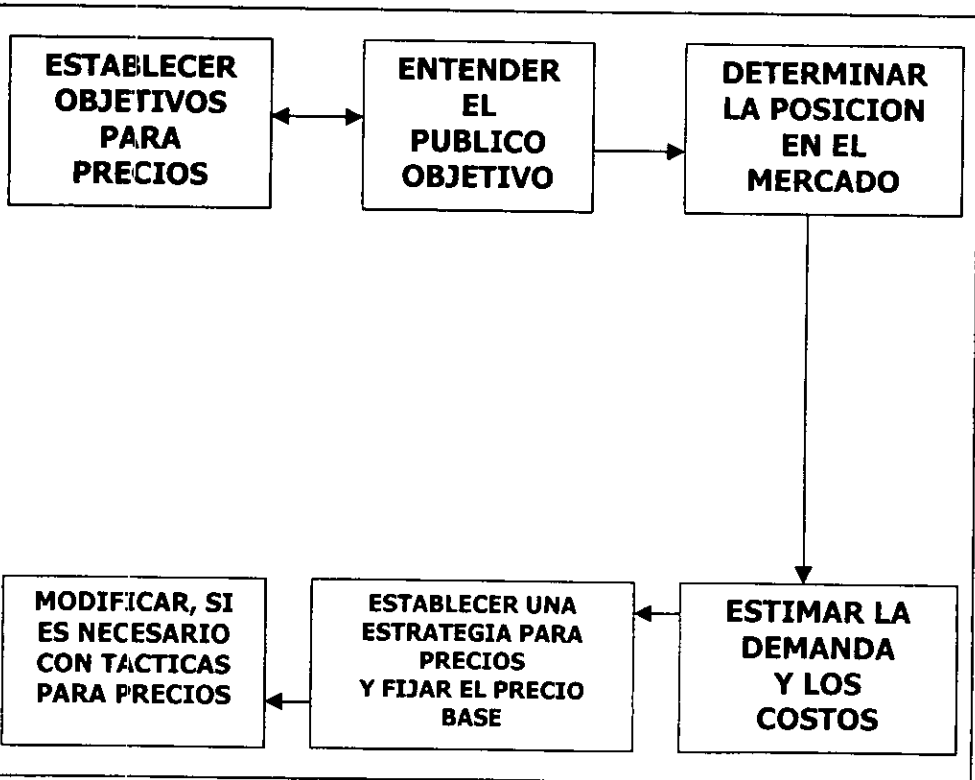 ESTABLECER
OBJETIVOS
PARA
PRECIOS
ENTENDER
EL
PUBLICO
OBJETIVO
DETERMINAR
LA POSICION
EN EL
MERCADO
ESTIMAR LA
DEMANDA
Y LOS
COSTOS
ESTABLECER UNA
ESTRATEGIA PARA
PRECIOS
Y FIJAR EL PRECIO
BASE
MODIFICAR, SI
ES NECESARIO
CON TACTICAS
PARA PRECIOS